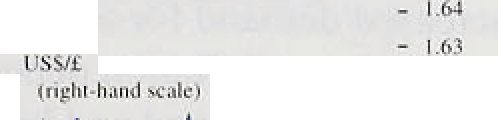 - 1.64
- 1.63
US$/£
(right-hand scale)